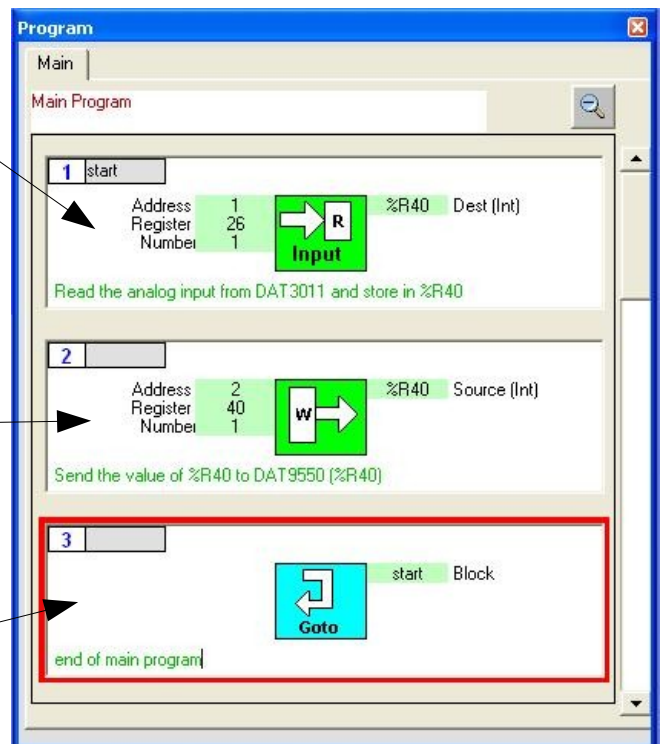 Program
Main
Main Program
1 start
Address 1 %R40 Dest (Int)
Register 26 R
Number 1 Input
Read the analog input from DAT3011 and store in %R40
2
Address 2 %R40 Source (Int)
Register 40 W
Number 1
Send the value of %R40 to DAT9550 (%R40)
3
start Block
Goto
end of main program